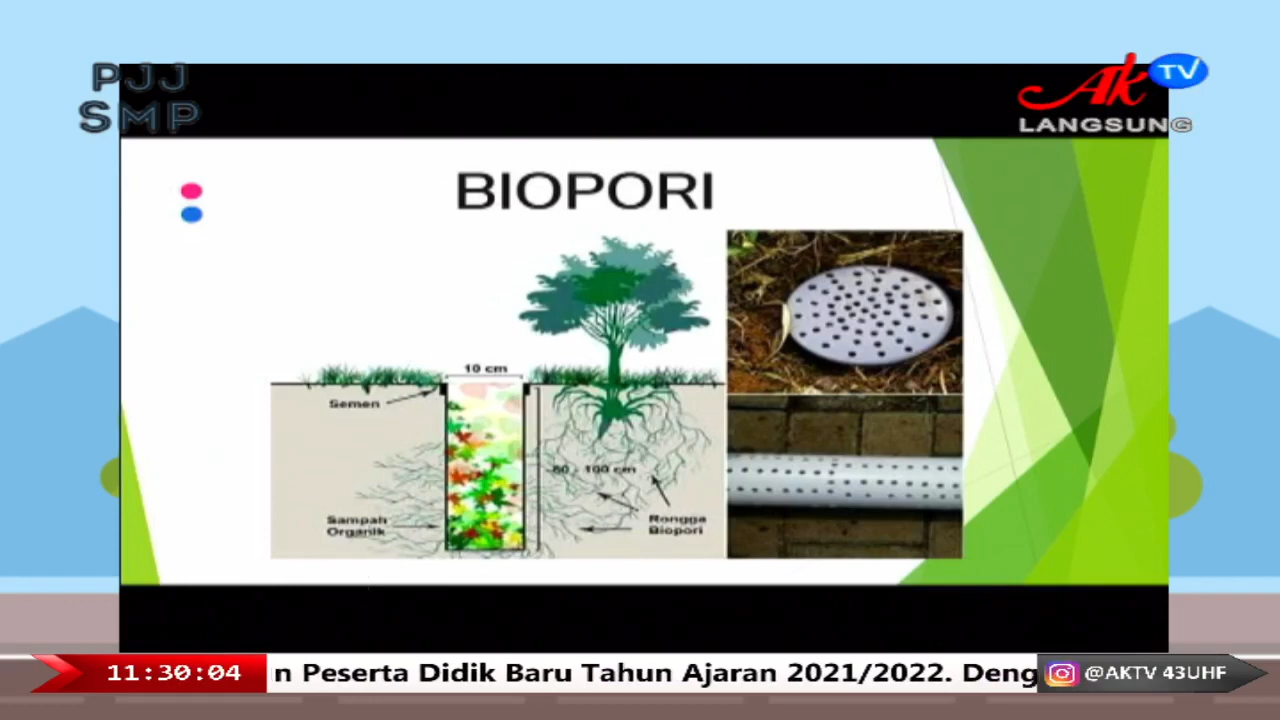 PJJ
SMP
Ak TV
LANGSUNG
BIOPORI
10 cm
Semen
100 cm
Sampah
Organik
Rongga
Biopori
11:30:04
n Peserta Didik Baru Tahun Ajaran 2021/2022. Deng
@AKTV 43UHF